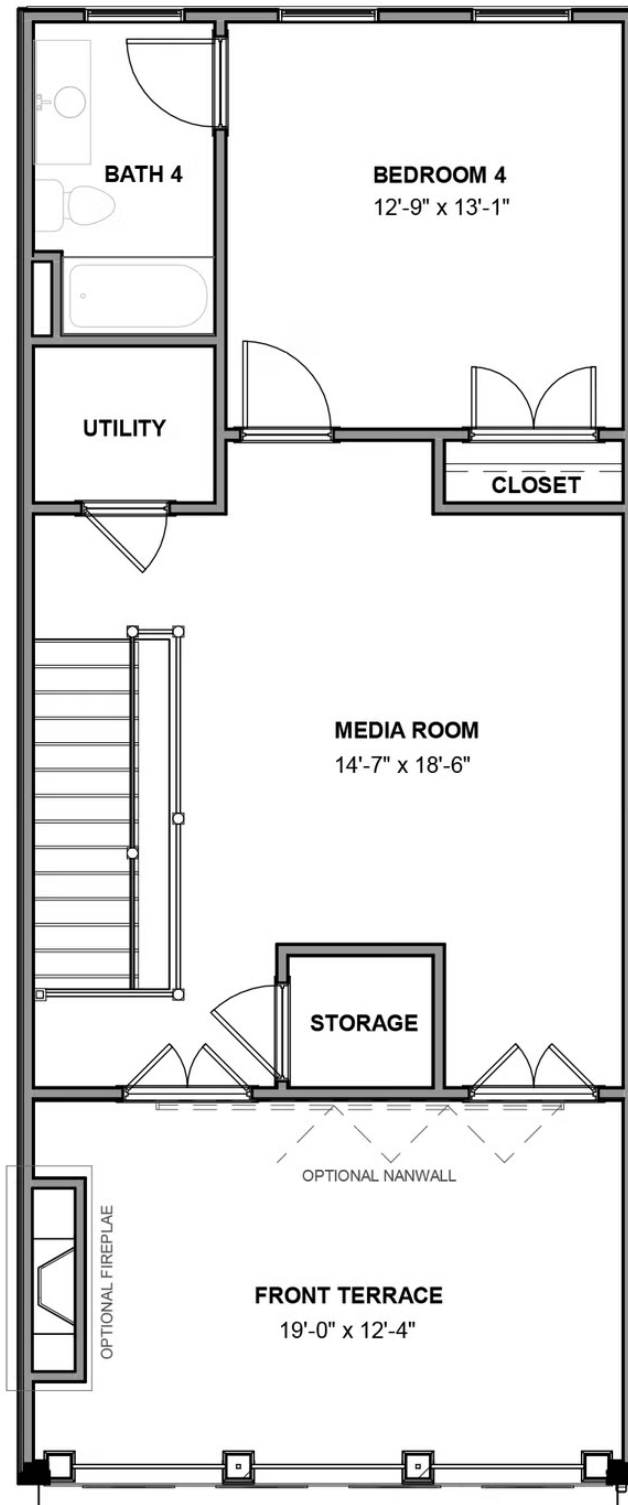 BATH 4
BEDROOM 4
12'-9" x 13'-1"
UTILITY
CLOSET
MEDIA ROOM
14'-7" x 18'-6"
STORAGE
OPTIONAL NANWALL
OPTIONAL FIREPLAE
FRONT TERRACE
19'-0" x 12'-4"